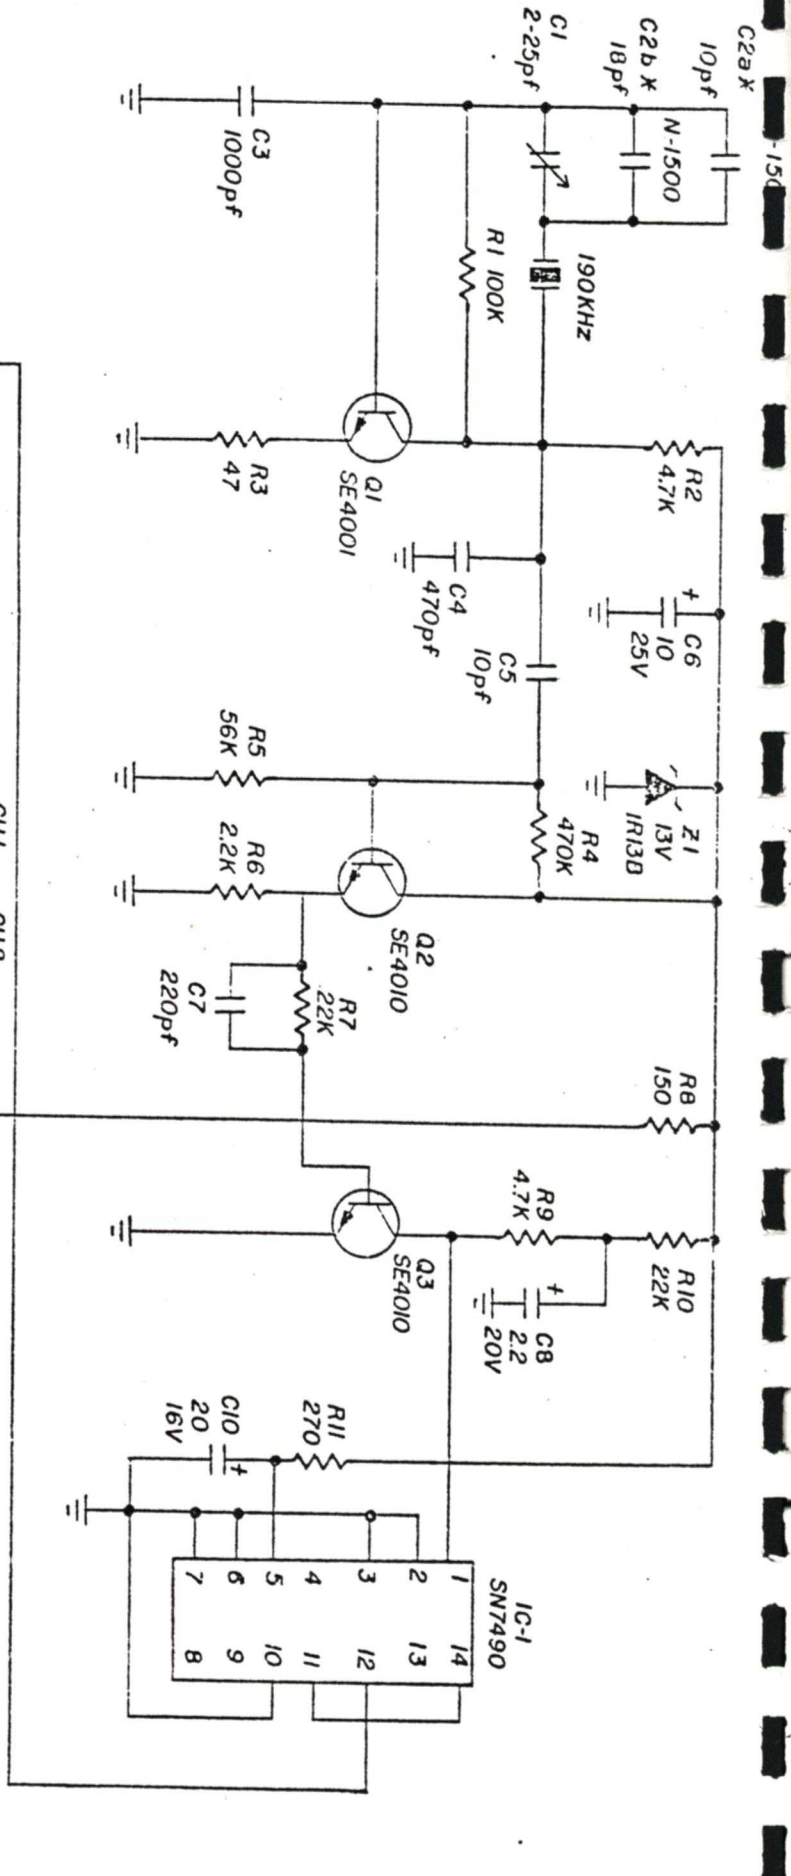 C2a*
10pf
C2b*
18pf
N-1500
C1
2-25pf
C3
1000pf
190KHz
R1 100K
R2
4.7K
Q1
SE4001
R3
47
C4
470pf
C5
10pf
+
C6
10
25V
Z1
13V
1R13B
R4
470K
R5
56K
R6
2.2K
Q2
SE4010
R7
22K
C7
220pf
R8
150
R9
4.7K
R10
22K
Q3
SE4010
+
C8
2.2
20V
R11
270
C10
20
16V
+
IC-1
SN7490
1
2
3
4
5
6
7
14
13
12
11
10
9
8